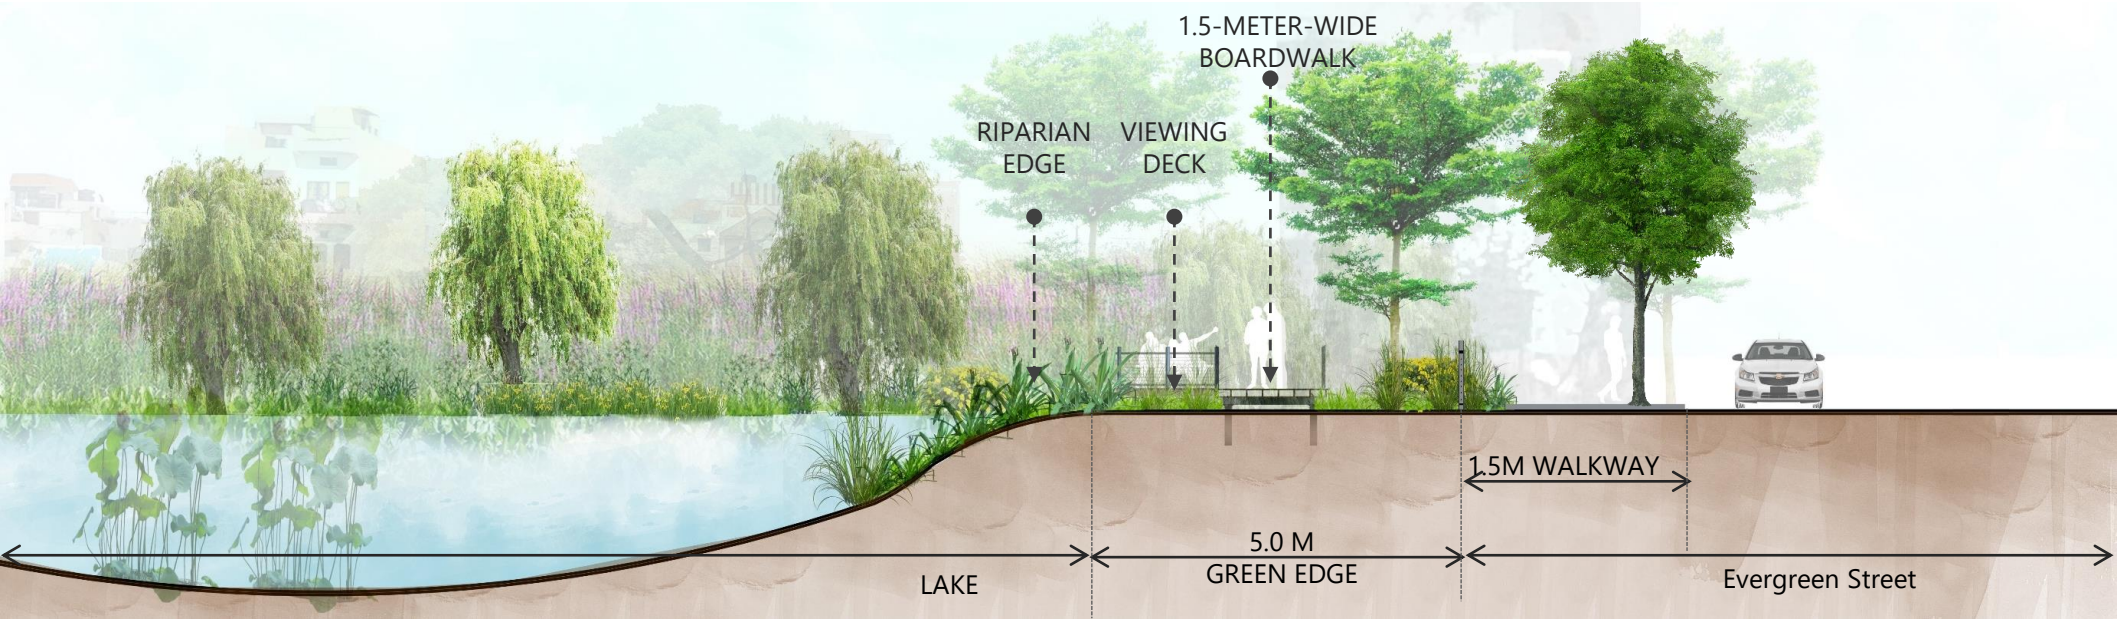 1.5-METER-WIDE
BOARDWALK
RIPARIAN
EDGE
VIEWING
DECK
1.5M WALKWAY
5.0 M
GREEN EDGE
LAKE
Evergreen Street